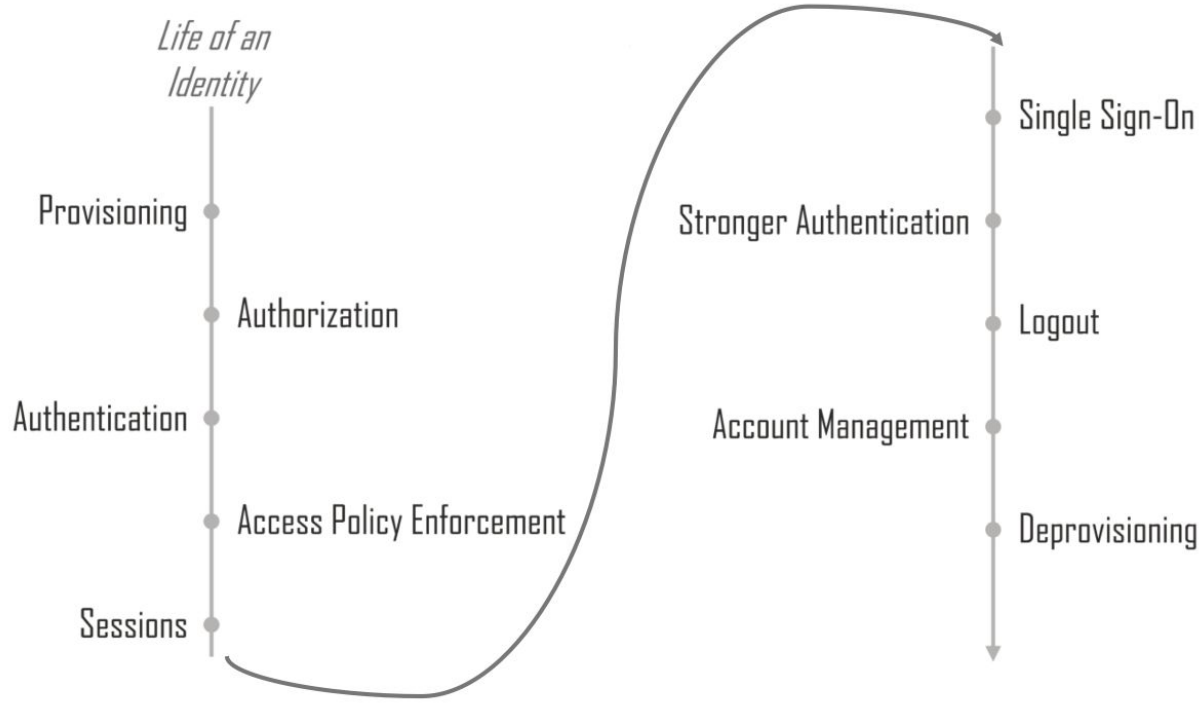 Life of an
Identity
Provisioning
Authorization
Authentication
Access Policy Enforcement
Sessions
Single Sign-On
Stronger Authentication
Logout
Account Management
Deprovisioning